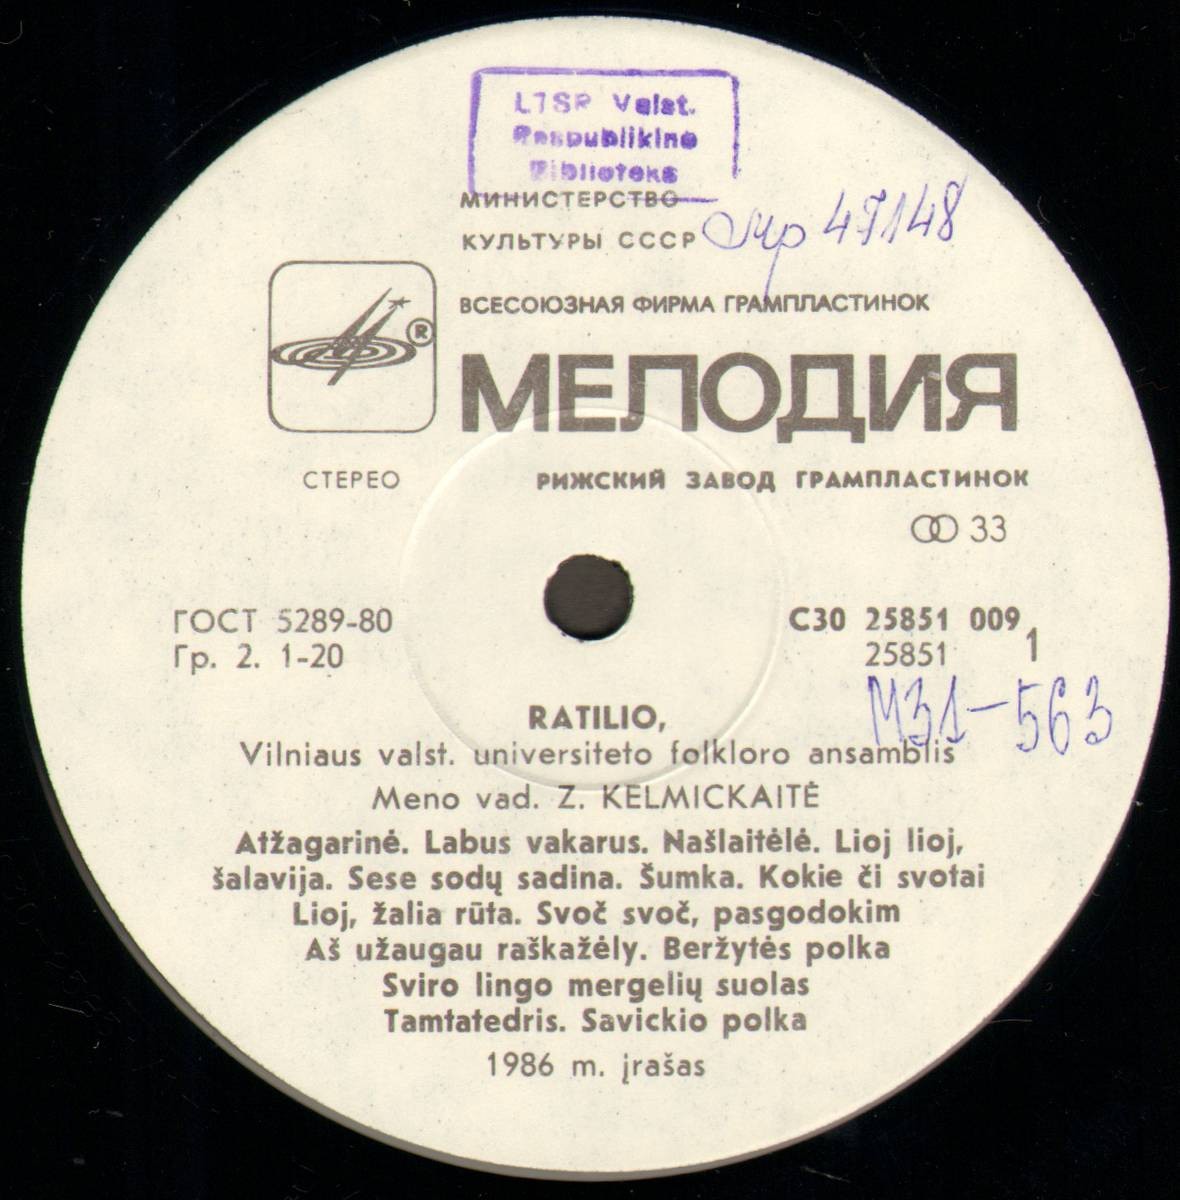 LTSR Valst.
Respublikinė
Biblioteka
МИНИСТЕРСТВО
КУЛЬТУРЫ СССР
47148
ВСЕСОЮЗНАЯ ФИРМА ГРАМПЛАСТИНОК
®
МЕЛОДИЯ
СТЕРЕО
РИЖСКИЙ ЗАВОД ГРАМПЛАСТИНОК
33
ГОСТ 5289-80
Гр. 2. 1-20
С30 25851 009
25851 1
М31-563
RATILIO,
Vilniaus valst. universiteto folkloro ansamblis
Meno vad. Z. KELMICKAITĖ
Atžagarinė. Labus vakarus. Našlaitėlė. Lioj lioj,
šalavija. Sese sodų sadina. Šumka. Kokie či svotai
Lioj, žalia rūta. Svoč svoč, pasgodokim
Aš užaugau raškažėly. Beržytės polka
Sviro lingo mergelių suolas
Tamtatedris. Savickio polka
1986 m. įrašas